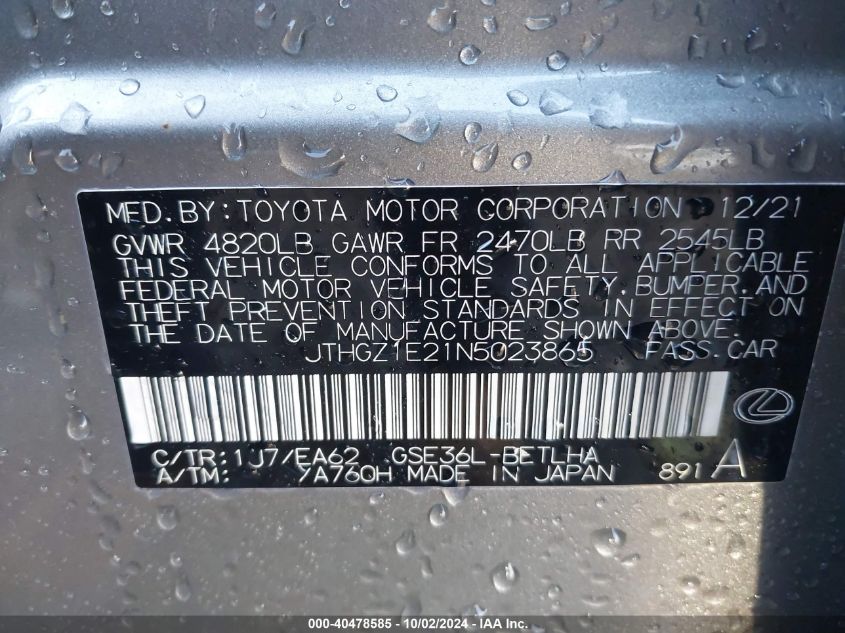 MFD. BY: TOYOTA MOTOR CORPORATION 12/21
GVWR 4820LB GAWR FR 2470LB RR 2545LB
THIS VEHICLE CONFORMS TO ALL APPLICABLE
FEDERAL MOTOR VEHICLE SAFETY, BUMPER, AND
THEFT PREVENTION STANDARDS IN EFFECT ON
THE DATE OF MANUFACTURE SHOWN ABOVE.
JTHGZ1E21N5023865 PASS. CAR
C/TR: 1J7/EA62 GSE36L-BETLHA
A/TM: /A760H MADE IN JAPAN 891 A
000-40478585 - 10/02/2024 - IAA Inc.